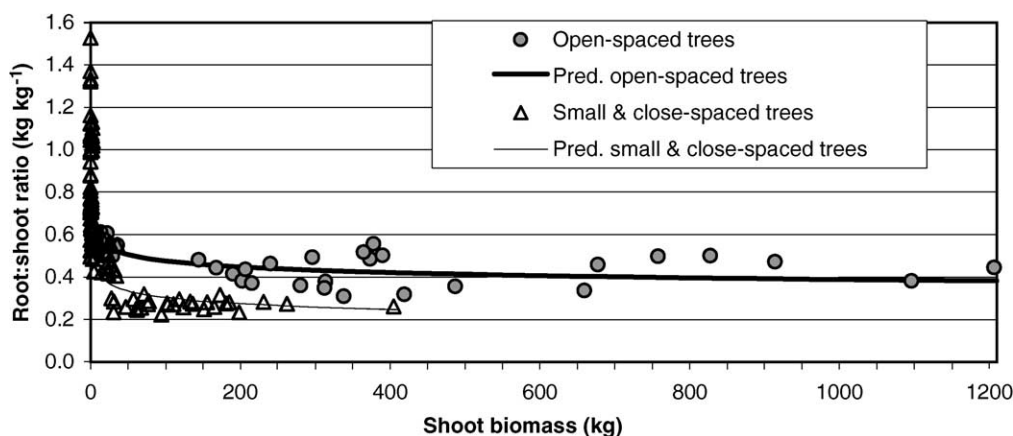 1.6
1.4
1.2
1.0
0.8
0.6
0.4
0.2
0.0
Root:shoot ratio (kg kg⁻¹)
Open-spaced trees
Pred. open-spaced trees
Small & close-spaced trees
Pred. small & close-spaced trees
0 200 400 600 800 1000 1200
Shoot biomass (kg)